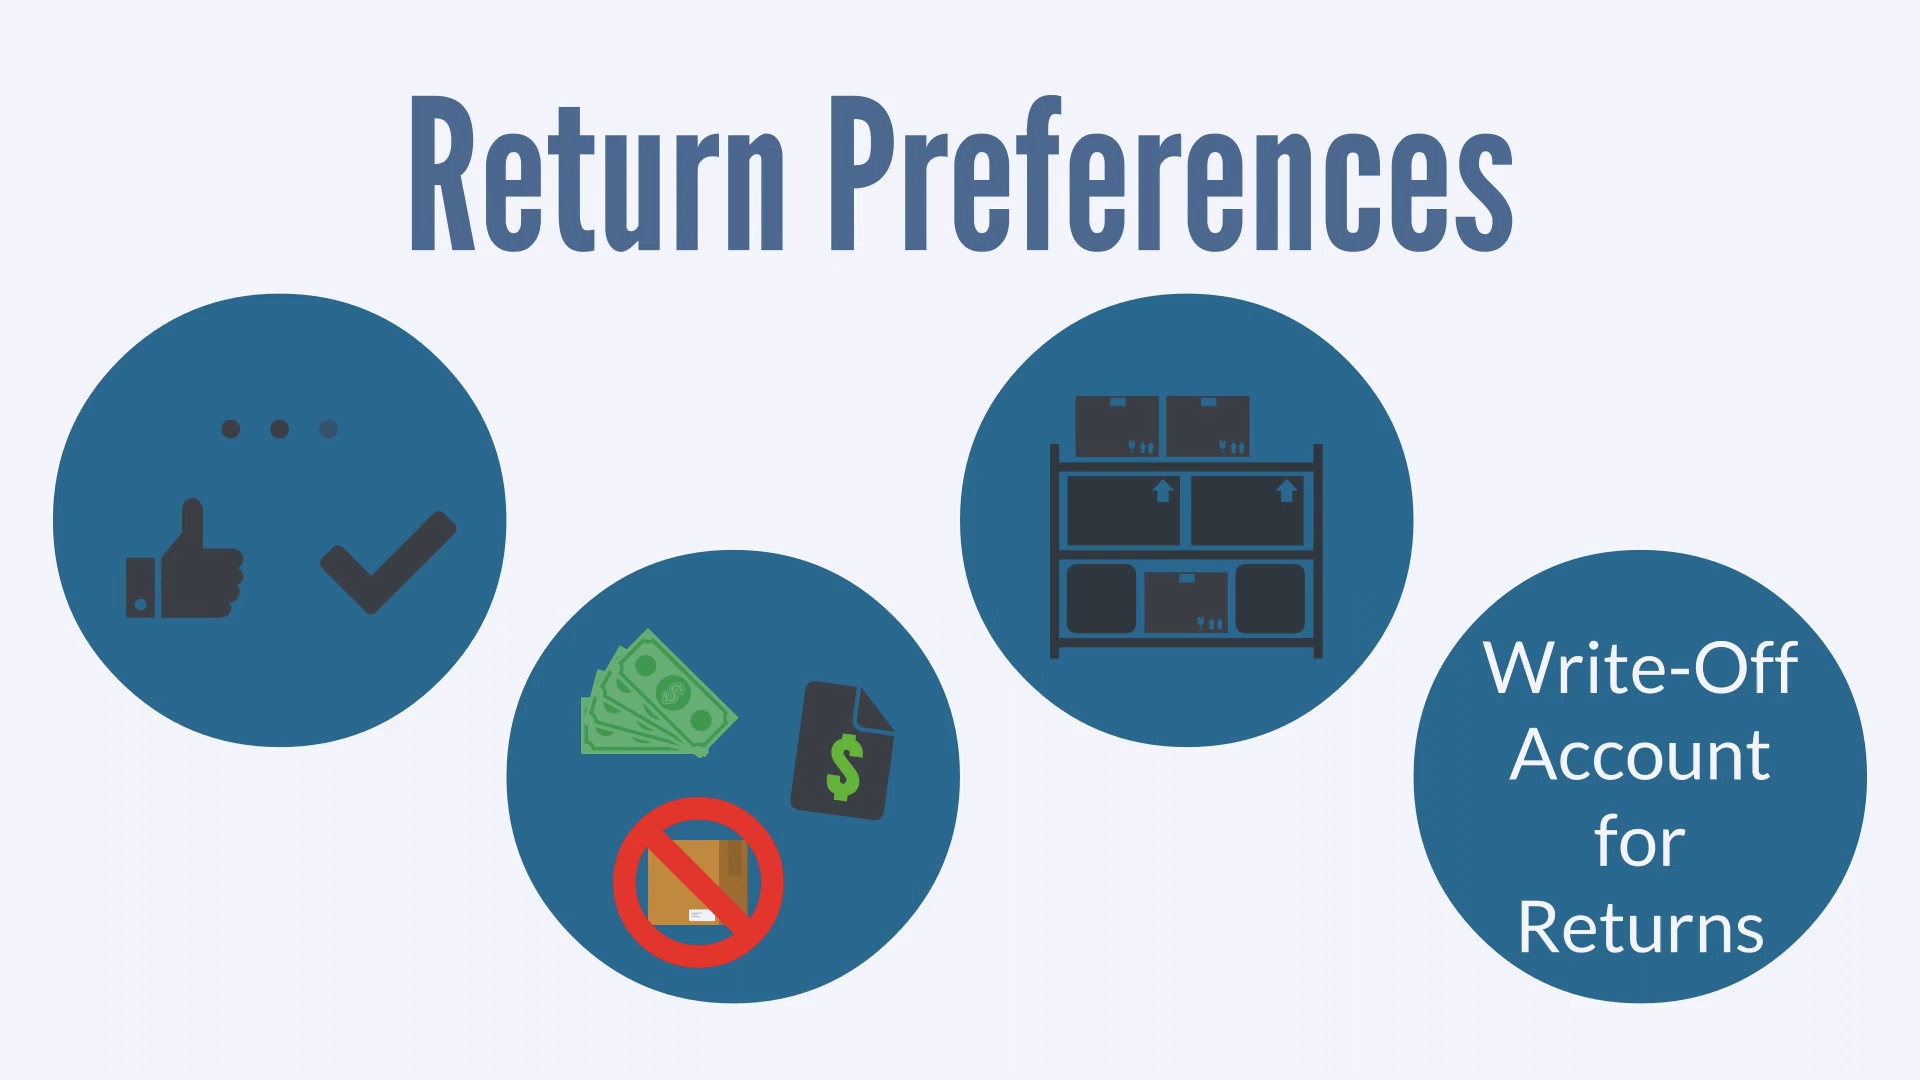 Return Preferences
$
Write-Off
Account
for
Returns